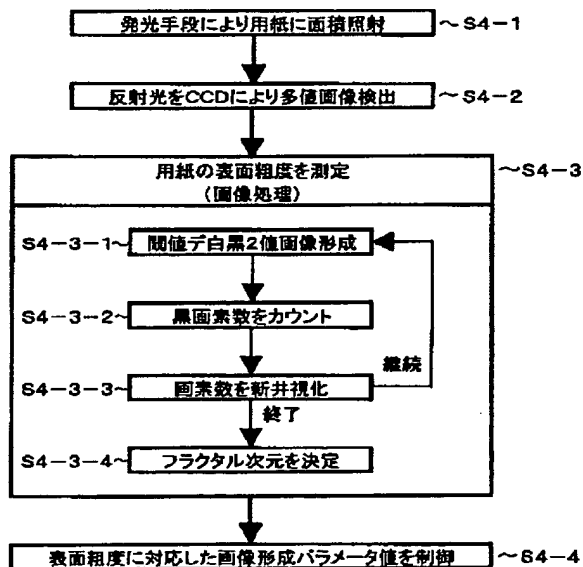 発光手段により用紙に面積照射 ～S4-1
反射光をCCDにより多値画像検出 ～S4-2
用紙の表面粗度を測定 ～S4-3
(画像処理)
S4-3-1～ 閾値デ白黒2値画像形成
S4-3-2～ 黒画素数をカウント
S4-3-3～ 画素数を新井視化
継続
終了
S4-3-4～ フラクタル次元を決定
表面粗度に対応した画像形成パラメータ値を制御 ～S4-4